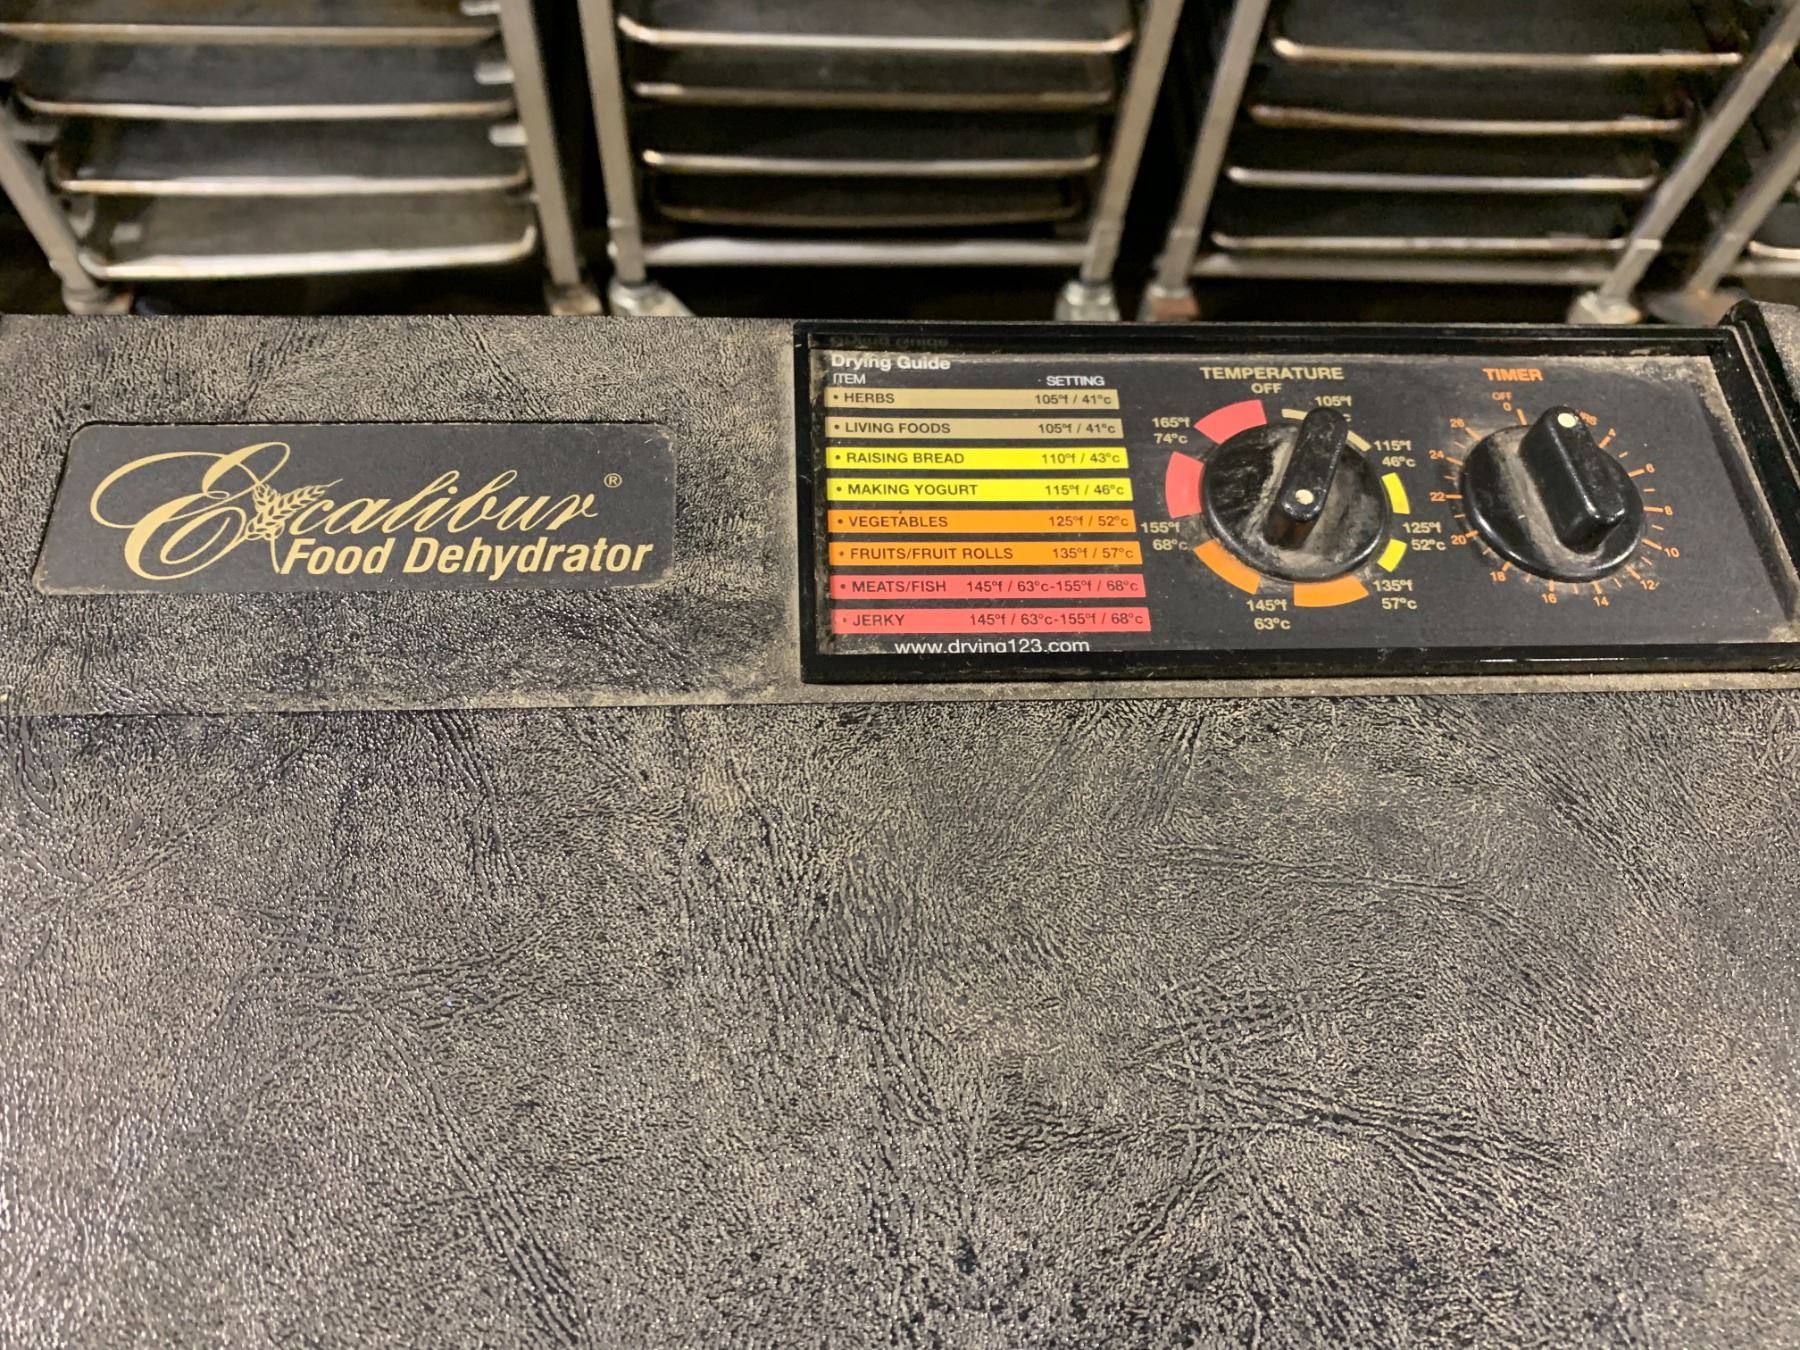 Excalibur®
Food Dehydrator
Drying Guide
ITEM SETTING
• HERBS 105°f / 41°c
• LIVING FOODS 105°f / 41°c
• RAISING BREAD 110°f / 43°c
• MAKING YOGURT 115°f / 46°c
• VEGETABLES 125°f / 52°c
• FRUITS/FRUIT ROLLS 135°f / 57°c
• MEATS/FISH 145°f / 63°c-155°f / 68°c
• JERKY 145°f / 63°c-155°f / 68°c
www.drying123.com
TEMPERATURE
OFF
105°f
115°f
46°c
125°f
52°c
135°f
57°c
145°f
63°c
155°f
68°c
165°f
74°c
TIMER
OFF
0
4
6
8
10
12
14
16
18
20
22
24
26